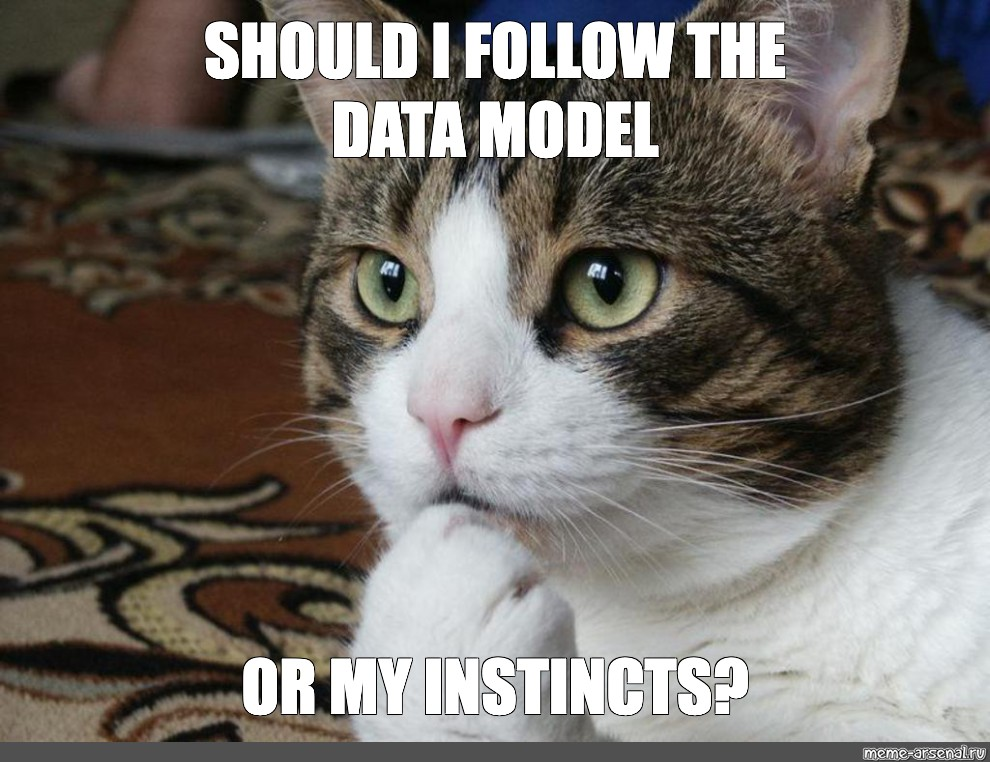 SHOULD I FOLLOW THE
DATA MODEL
OR MY INSTINCTS?
meme-arsenal.ru